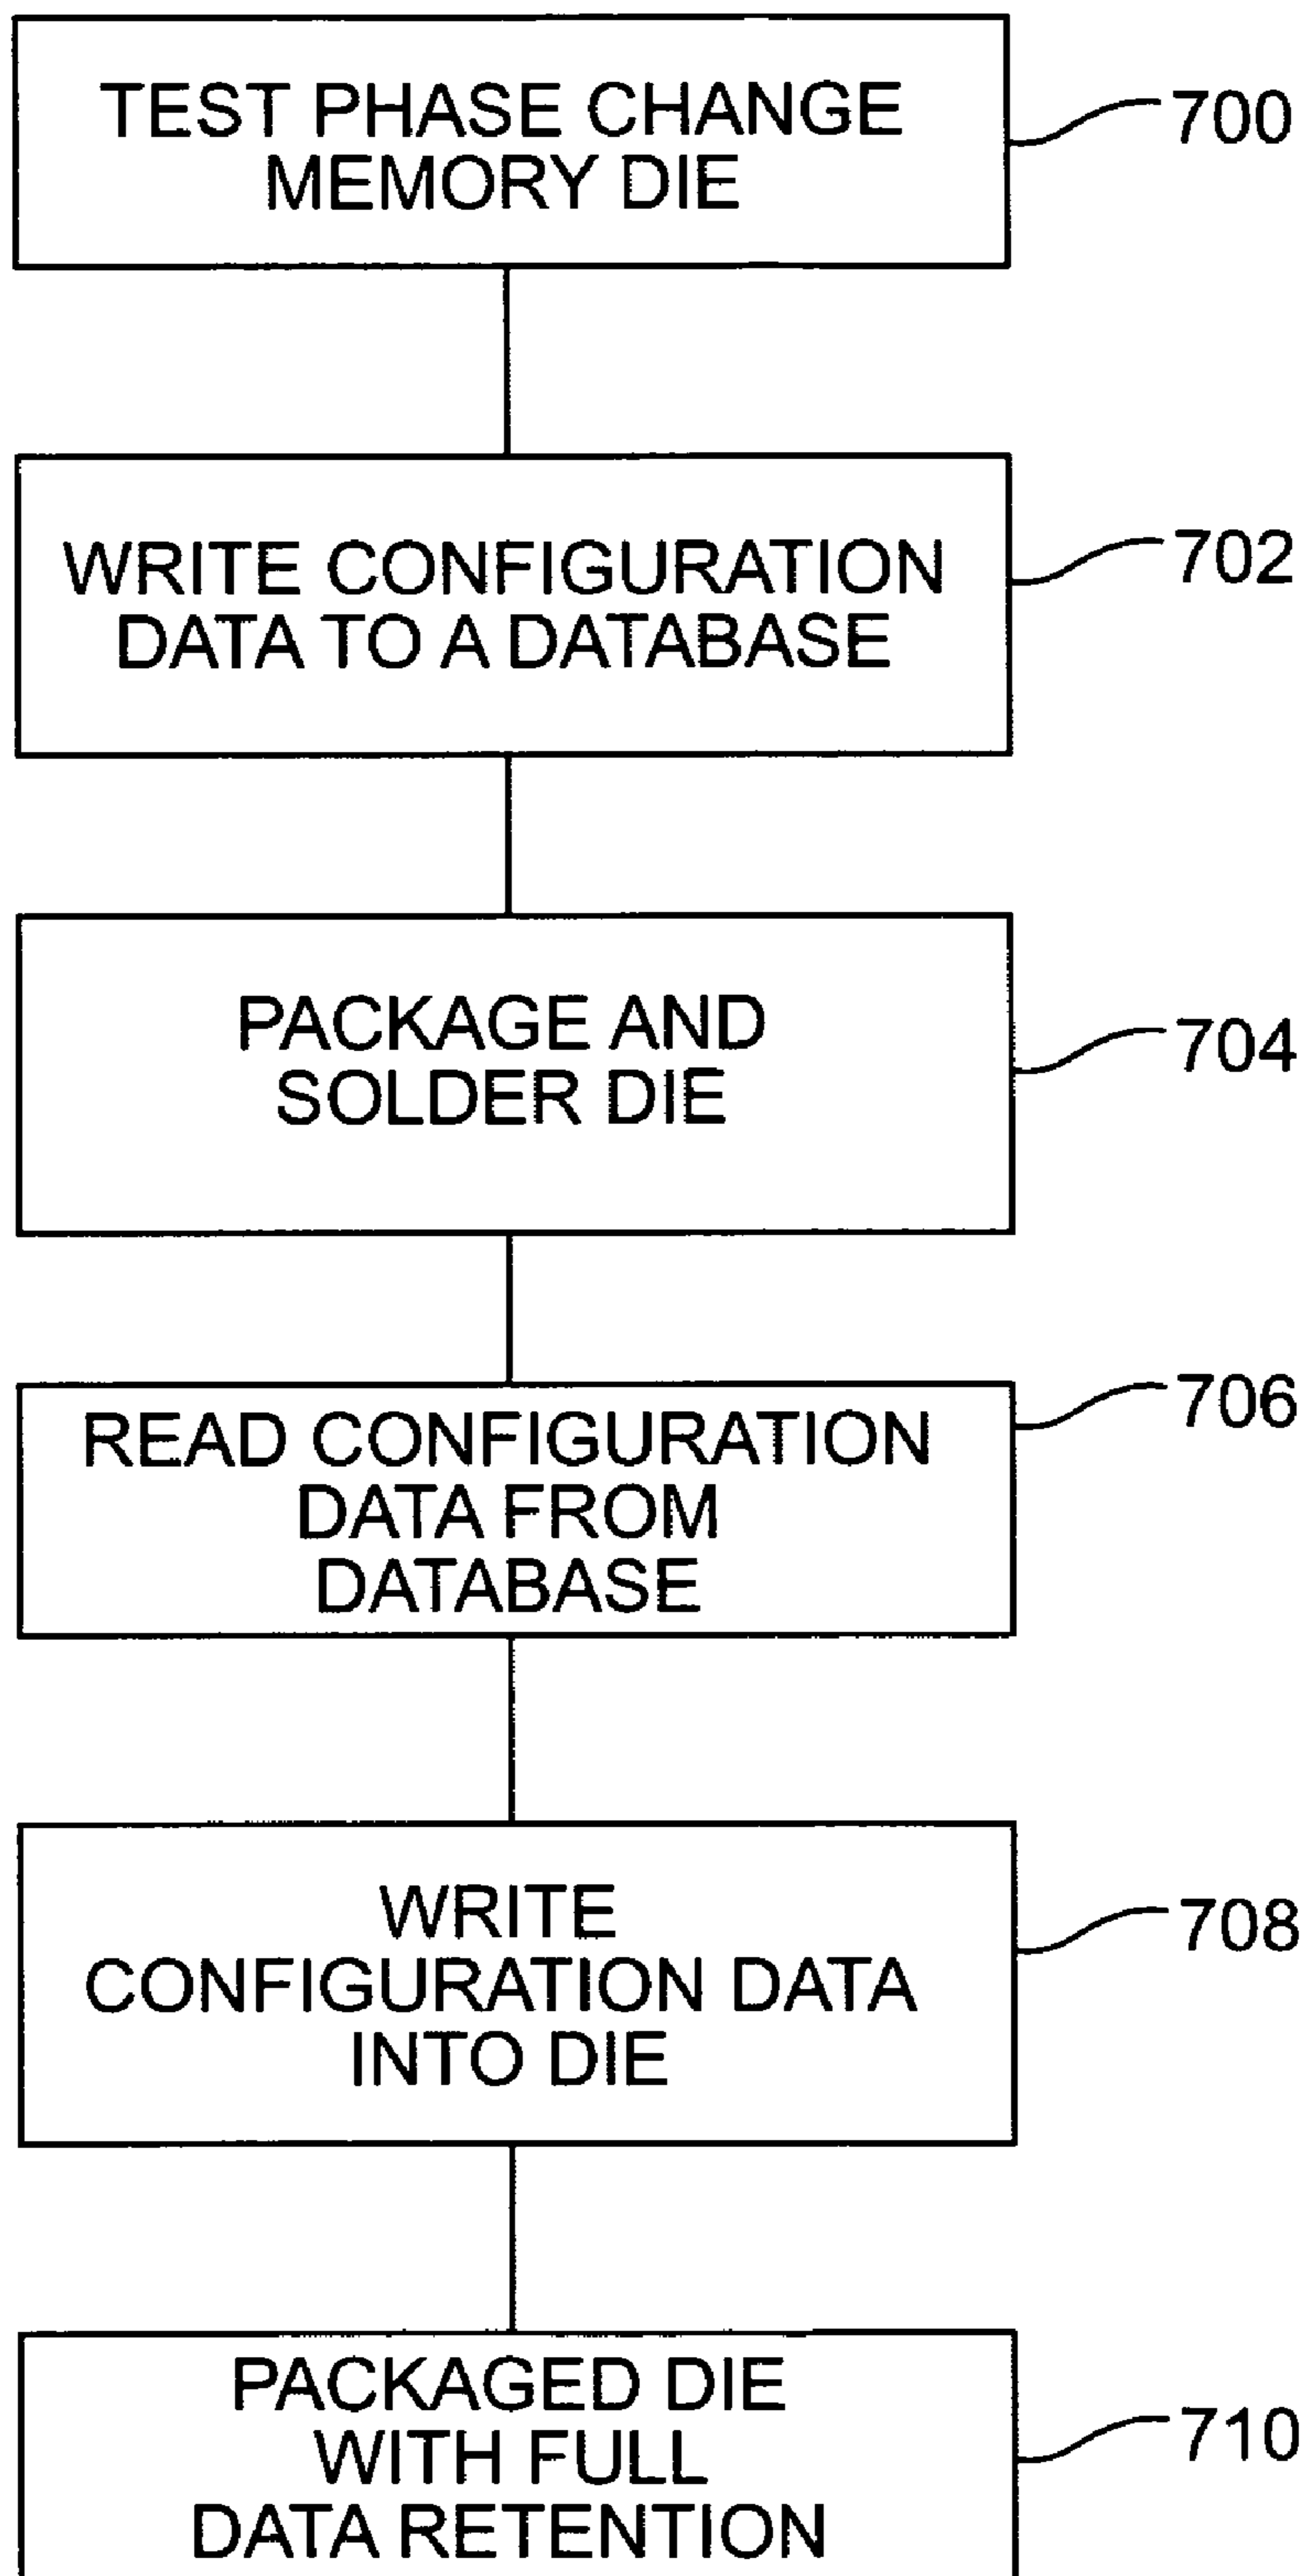 TEST PHASE CHANGE
MEMORY DIE
700
WRITE CONFIGURATION
DATA TO A DATABASE
702
PACKAGE AND
SOLDER DIE
704
READ CONFIGURATION
DATA FROM
DATABASE
706
WRITE
CONFIGURATION DATA
INTO DIE
708
PACKAGED DIE
WITH FULL
DATA RETENTION
710